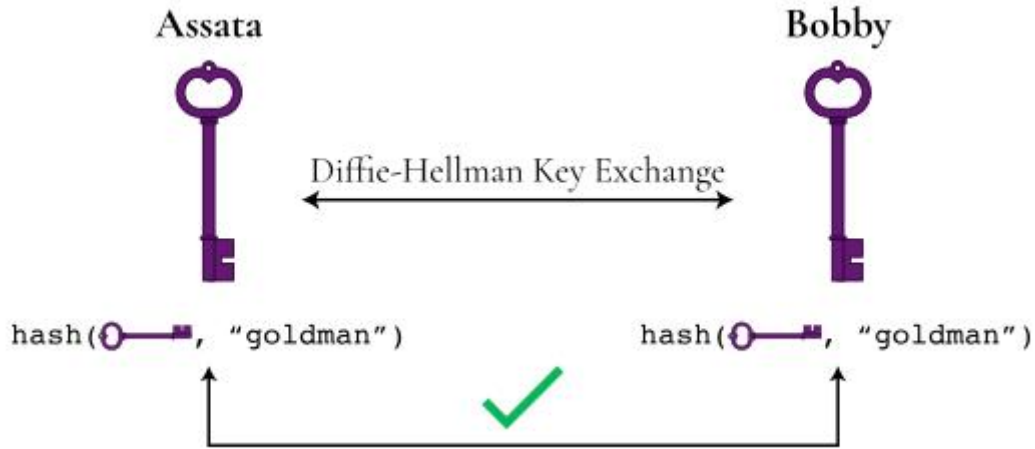 Assata
Bobby
Diffie-Hellman Key Exchange
hash( , “goldman”)
hash( , “goldman”)